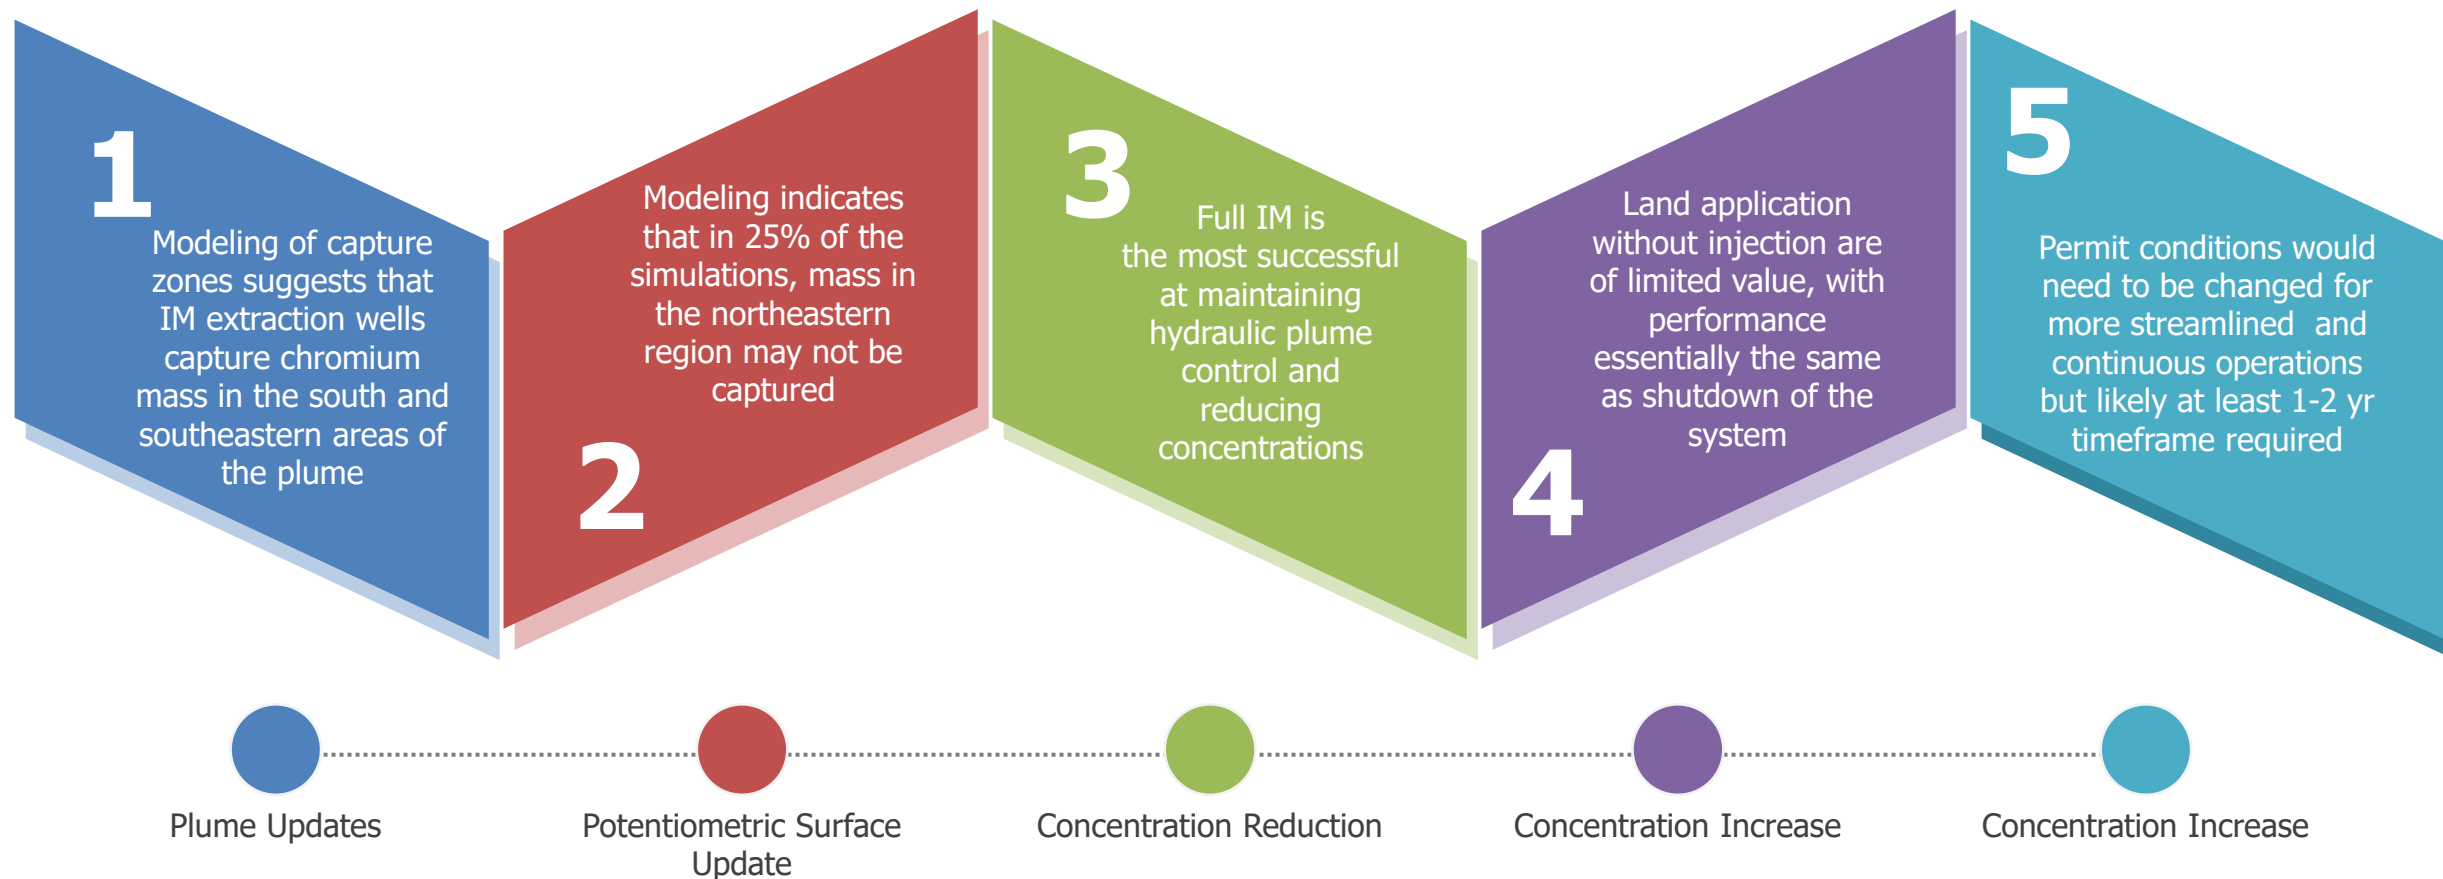 1
Modeling of capture
zones suggests that
IM extraction wells
capture chromium
mass in the south and
southeastern areas of
the plume
Modeling indicates
that in 25% of the
simulations, mass in
the northeastern
region may not be
captured
2
3
Full IM is
the most successful
at maintaining
hydraulic plume
control and
reducing
concentrations
Land application
without injection are
of limited value, with
performance
essentially the same
as shutdown of the
system
4
5
Permit conditions would
need to be changed for
more streamlined  and
continuous operations
but likely at least 1-2 yr
timeframe required
Plume Updates
Potentiometric Surface
Update
Concentration Reduction
Concentration Increase
Concentration Increase